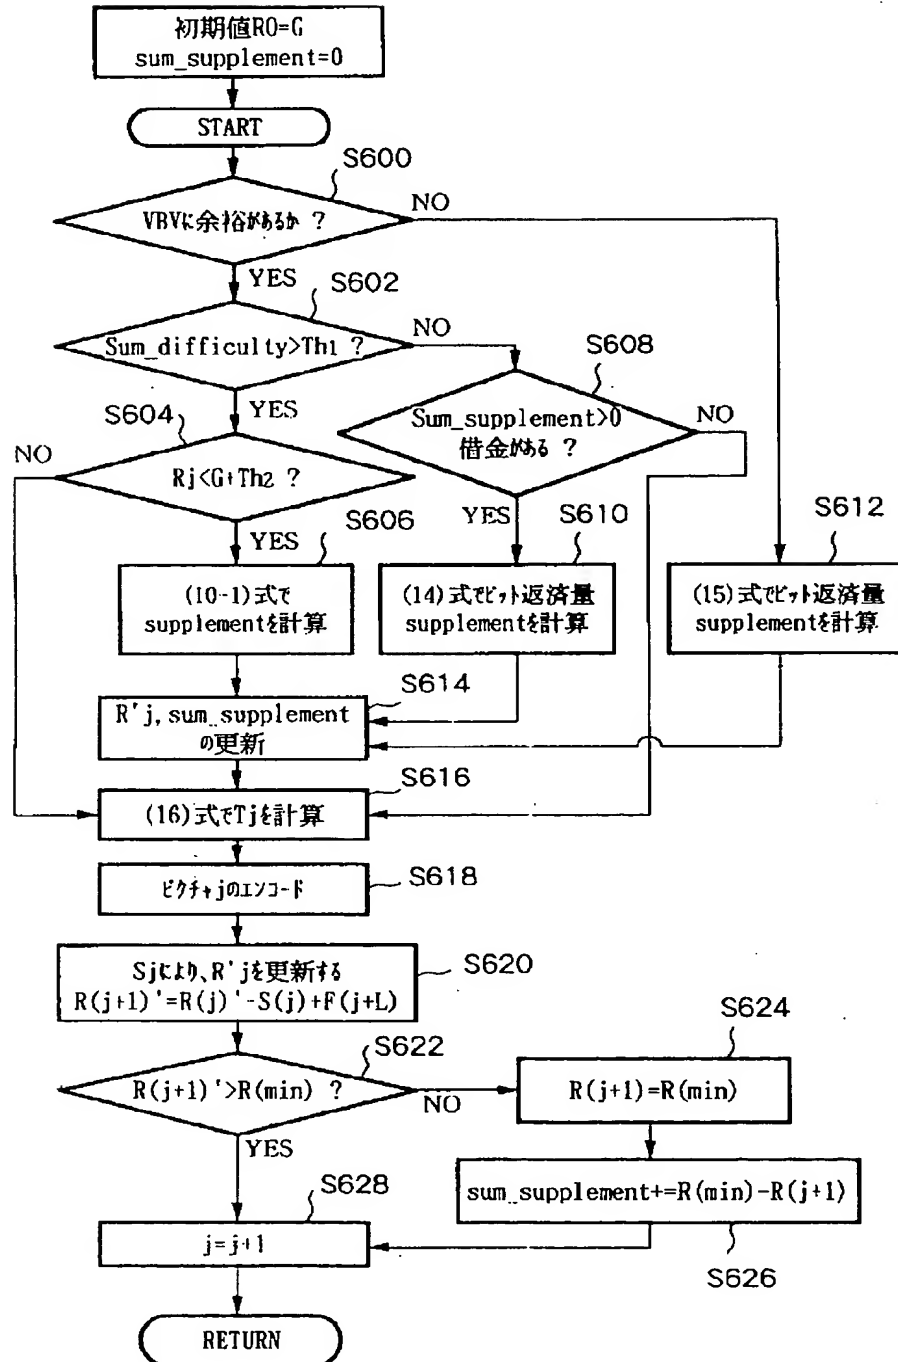 初期値R0=G
sum_supplement=0
START
S600
VBVに余裕があるか ?
NO
YES
S602
Sum_difficulty>Th1 ?
NO
S608
YES
S604
Sum_supplement>0
借金がある ?
NO
NO
Rj<G+Th2 ?
YES
S606
YES
S610
S612
(10-1)式で
supplementを計算
(14)式でビット返済量
supplementを計算
(15)式でビット返済量
supplementを計算
S614
R'j,sum_supplement
の更新
S616
(16)式でTjを計算
ピクチャjのエンコード
S618
Sjにより、R'jを更新する
R(j+1)'=R(j)'-S(j)+F(j+L)
S620
S622
S624
R(j+1)'>R(min) ?
NO
R(j+1)=R(min)
YES
sum_supplement+=R(min)-R(j+1)
S628
j=j+1
S626
RETURN